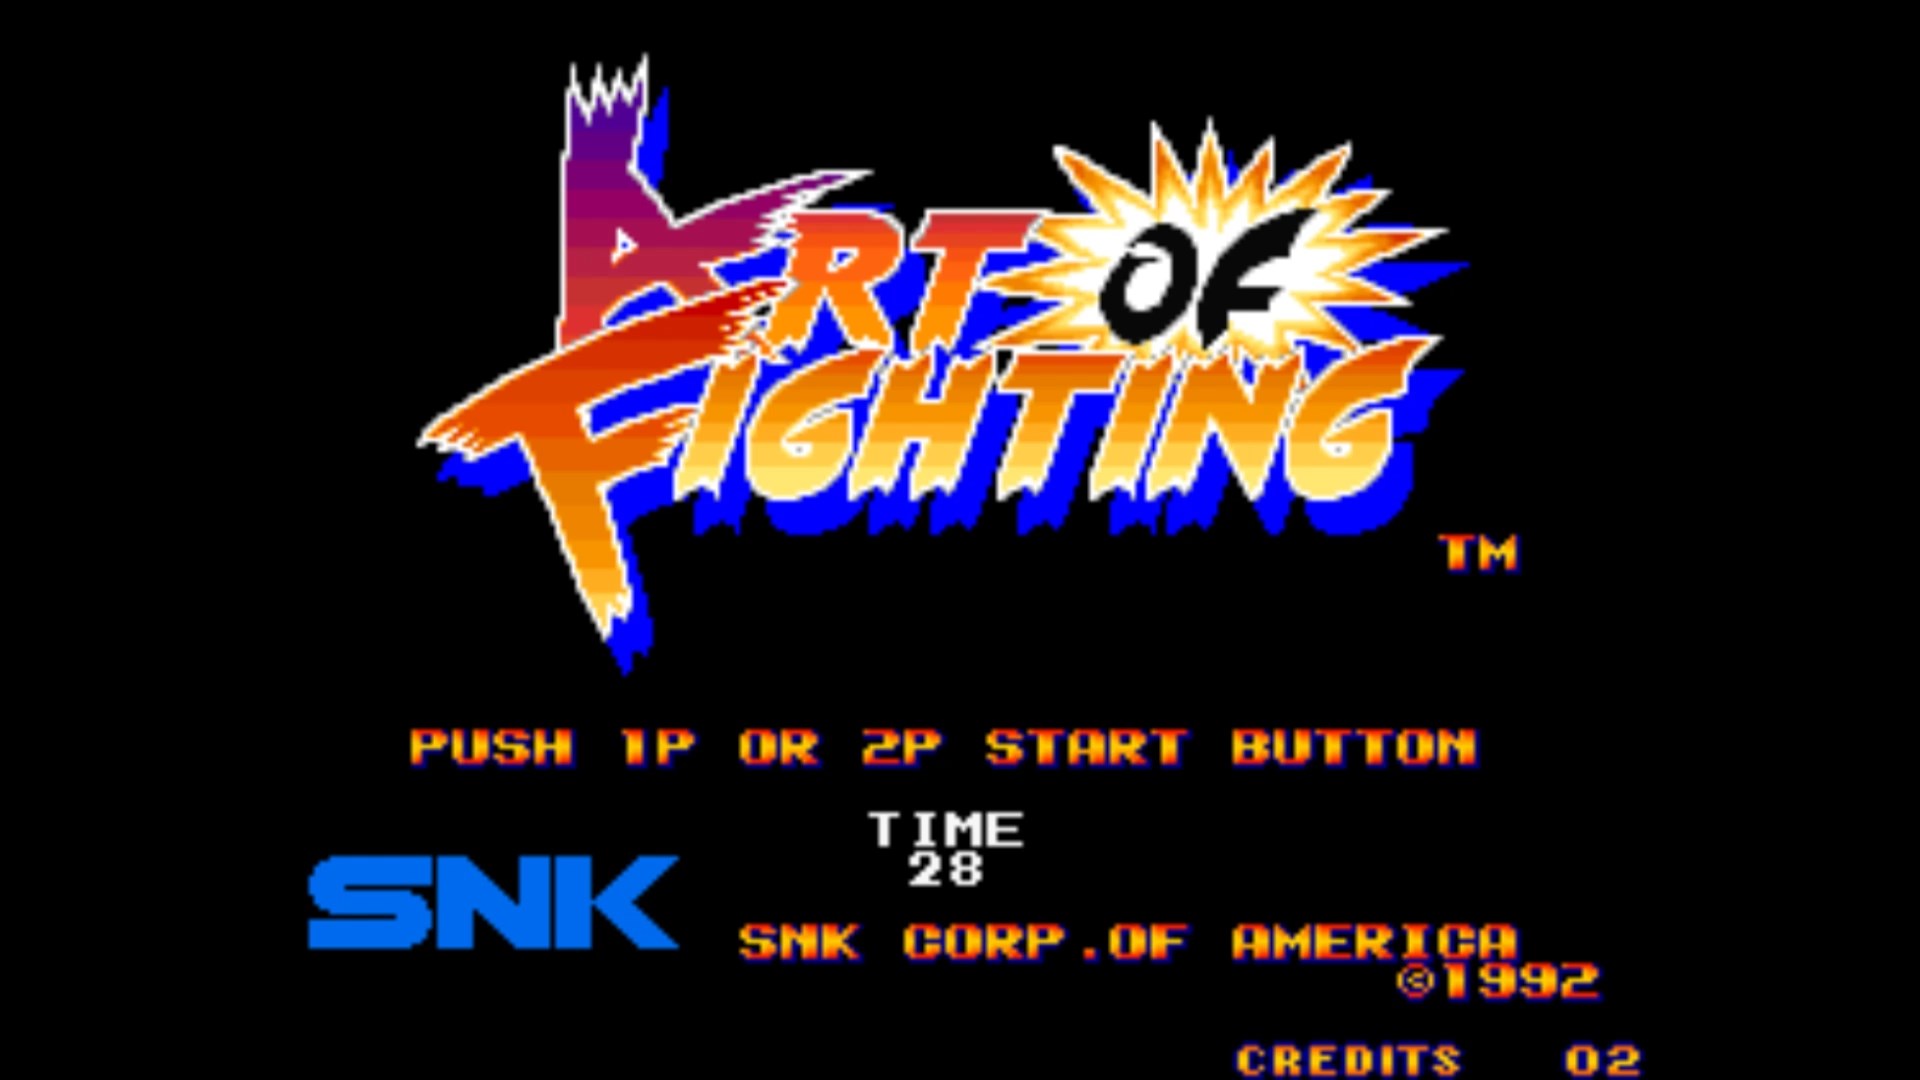 ART OF
FIGHTING
TM
PUSH 1P OR 2P START BUTTON
TIME
28
SNK
SNK CORP.OF AMERICA
©1992
CREDITS 02